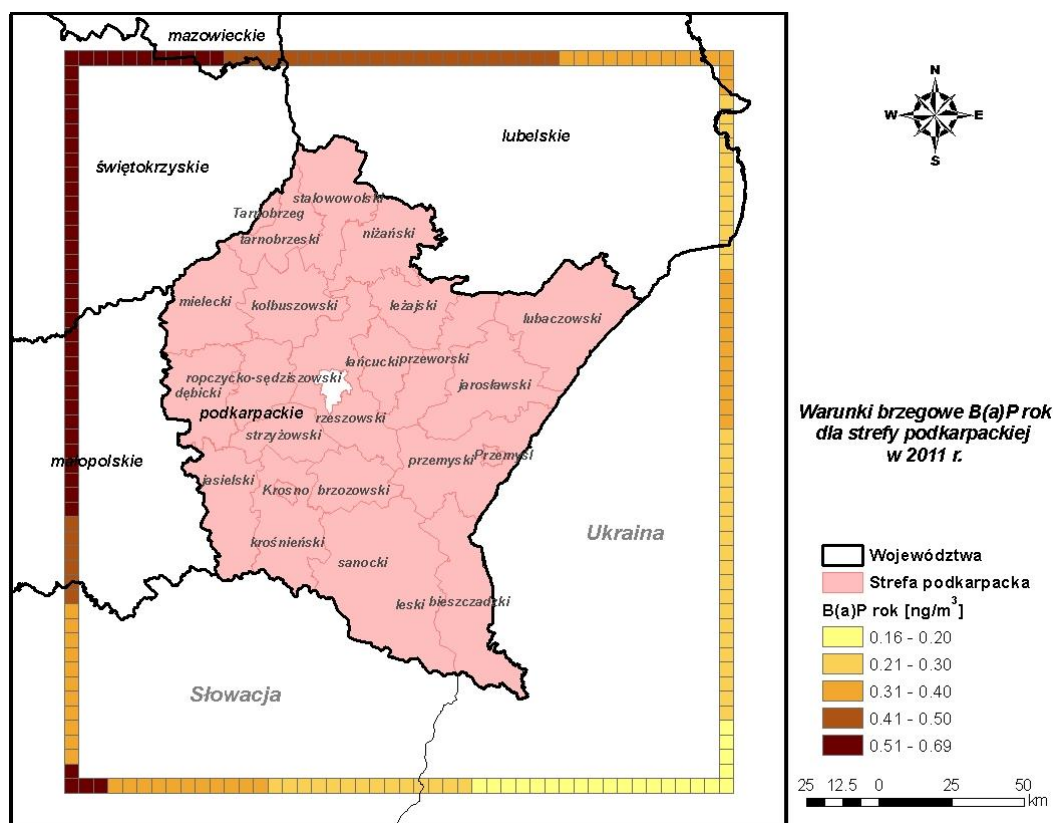 mazowieckie
N
W E
S
lubelskie
świętokrzyskie
stalowowolski
Tarnobrzeg
tarnobrzeski
niżański
mielecki
kolbuszowski
leżajski
lubaczowski
łańcucki
przeworski
ropczycko-sędziszowski
jarosławski
dębicki
podkarpackie
rzeszowski
strzyżowski
małopolskie
przemyski
Przemyśl
jasielski
Krosno
brzozowski
Ukraina
krośnieński
sanocki
leski
bieszczadzki
Słowacja
Warunki brzegowe B(a)P rok
dla strefy podkarpackiej
w 2011 r.
Województwa
Strefa podkarpacka
B(a)P rok [ng/m³]
0.16 - 0.20
0.21 - 0.30
0.31 - 0.40
0.41 - 0.50
0.51 - 0.69
25 12.5 0 25 50
km